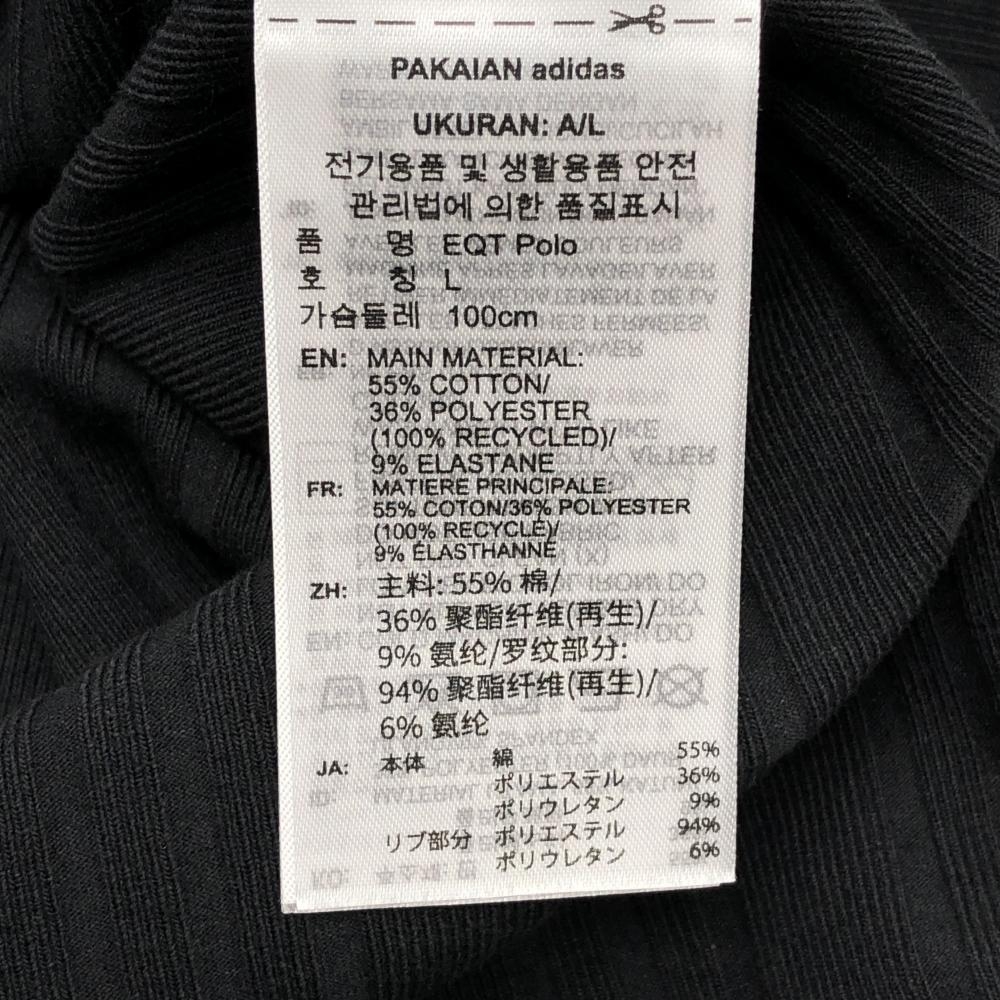 PAKAIAN adidas
UKURAN: A/L
전기용품 및 생활용품 안전
관리법에 의한 품질표시
품 명 EQT Polo
호 칭 L
가슴둘레 100cm
EN: MAIN MATERIAL:
55% COTTON/
36% POLYESTER
(100% RECYCLED)/
9% ELASTANE
FR: MATIERE PRINCIPALE:
55% COTON/36% POLYESTER
(100% RECYCLÉ)/
9% ÉLASTHANNE
ZH: 主料: 55% 棉/
36% 聚酯纤维(再生)/
9% 氨纶/罗纹部分:
94% 聚酯纤维(再生)/
6% 氨纶
JA: 本体 綿 55%
ポリエステル 36%
ポリウレタン 9%
リブ部分 ポリエステル 94%
ポリウレタン 6%